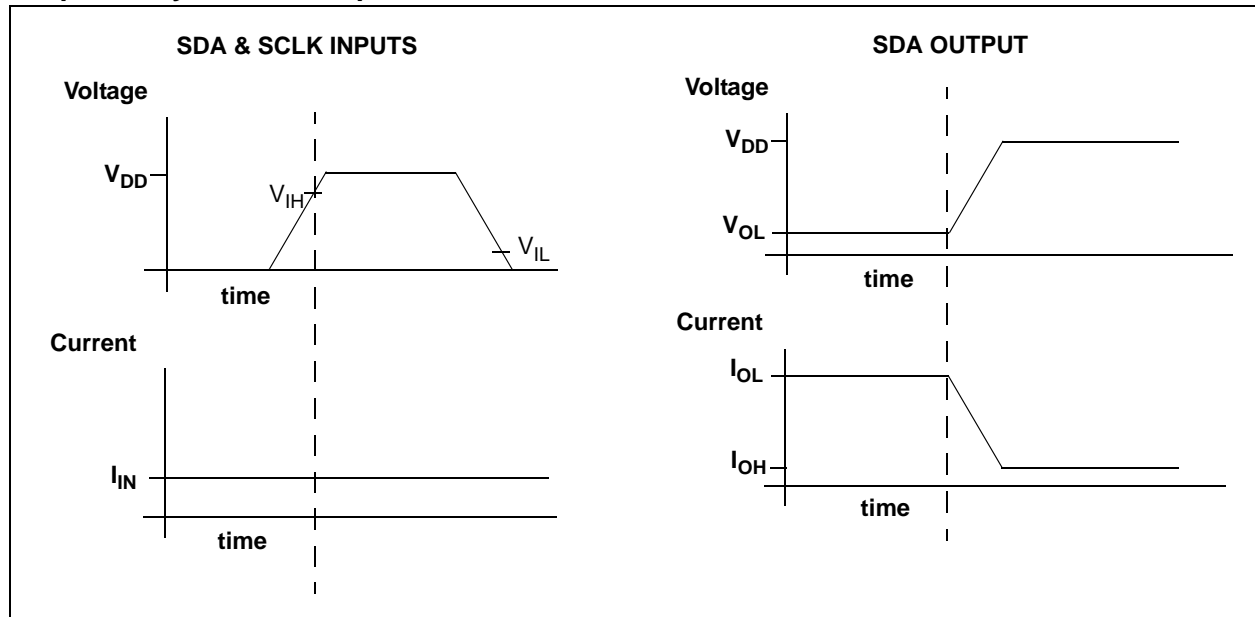 SDA & SCLK INPUTS
Voltage
VDD
VIH
VIL
time
Current
IIN
time
SDA OUTPUT
Voltage
VDD
VOL
time
Current
IOL
IOH
time